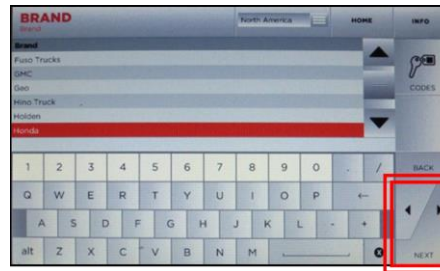 BRAND
Brand
North America
HOME
INFO
Brand
Fuso Trucks
GMC
Geo
Hino Truck
Holden
Honda
CODES
1 2 3 4 5 6 7 8 9 0 . /
BACK
Q W E R T Y U I O P ←
A S D F G H J K L - +
alt Z X C V B N M
NEXT